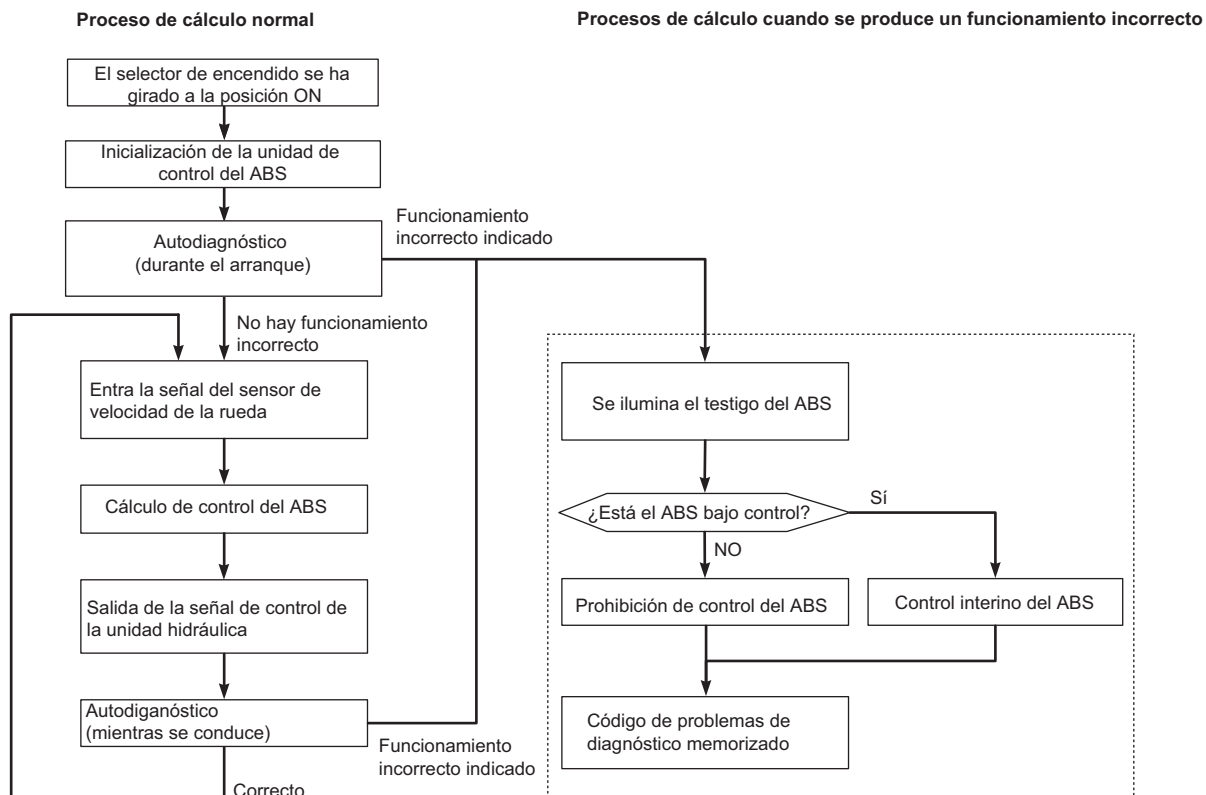 Proceso de cálculo normal
Procesos de cálculo cuando se produce un funcionamiento incorrecto
El selector de encendido se ha
girado a la posición ON
Inicialización de la unidad de
control del ABS
Autodiagnóstico
(durante el arranque)
Funcionamiento
incorrecto indicado
No hay funcionamiento
incorrecto
Entra la señal del sensor de
velocidad de la rueda
Cálculo de control del ABS
Salida de la señal de control de
la unidad hidráulica
Autodiganóstico
(mientras se conduce)
Funcionamiento
incorrecto indicado
Correcto
Se ilumina el testigo del ABS
¿Está el ABS bajo control?
Sí
NO
Prohibición de control del ABS
Control interino del ABS
Código de problemas de
diagnóstico memorizado